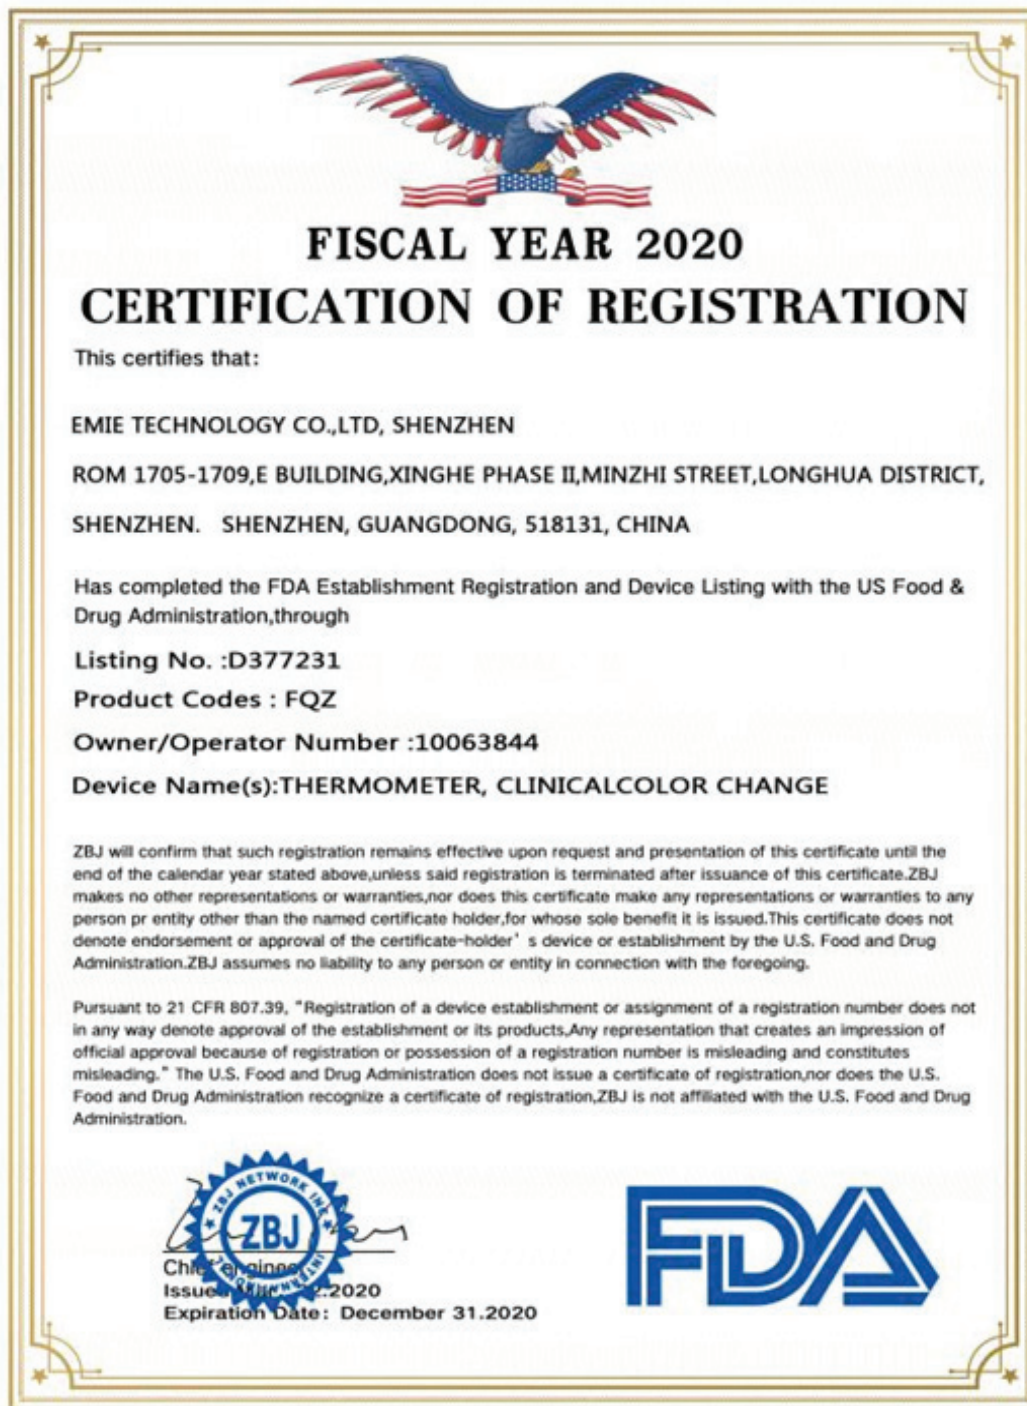 FISCAL YEAR 2020
CERTIFICATION OF REGISTRATION
This certifies that:
EMIE TECHNOLOGY CO.,LTD, SHENZHEN
ROM 1705-1709,E BUILDING,XINGHE PHASE II,MINZHI STREET,LONGHUA DISTRICT,
SHENZHEN. SHENZHEN, GUANGDONG, 518131, CHINA
Has completed the FDA Establishment Registration and Device Listing with the US Food &
Drug Administration,through
Listing No. :D377231
Product Codes : FQZ
Owner/Operator Number :10063844
Device Name(s):THERMOMETER, CLINICALCOLOR CHANGE
ZBJ will confirm that such registration remains effective upon request and presentation of this certificate until the
end of the calendar year stated above,unless said registration is terminated after issuance of this certificate.ZBJ
makes no other representations or warranties,nor does this certificate make any representations or warranties to any
person pr entity other than the named certificate holder,for whose sole benefit it is issued.This certificate does not
denote endorsement or approval of the certificate-holder' s device or establishment by the U.S. Food and Drug
Administration.ZBJ assumes no liability to any person or entity in connection with the foregoing.
Pursuant to 21 CFR 807.39, "Registration of a device establishment or assignment of a registration number does not
in any way denote approval of the establishment or its products,Any representation that creates an impression of
official approval because of registration or possession of a registration number is misleading and constitutes
misleading." The U.S. Food and Drug Administration does not issue a certificate of registration,nor does the U.S.
Food and Drug Administration recognize a certificate of registration,ZBJ is not affiliated with the U.S. Food and Drug
Administration.
ZBJ NETWORK INC
ZBJ
Expiration Date: December 31.2020
FDA